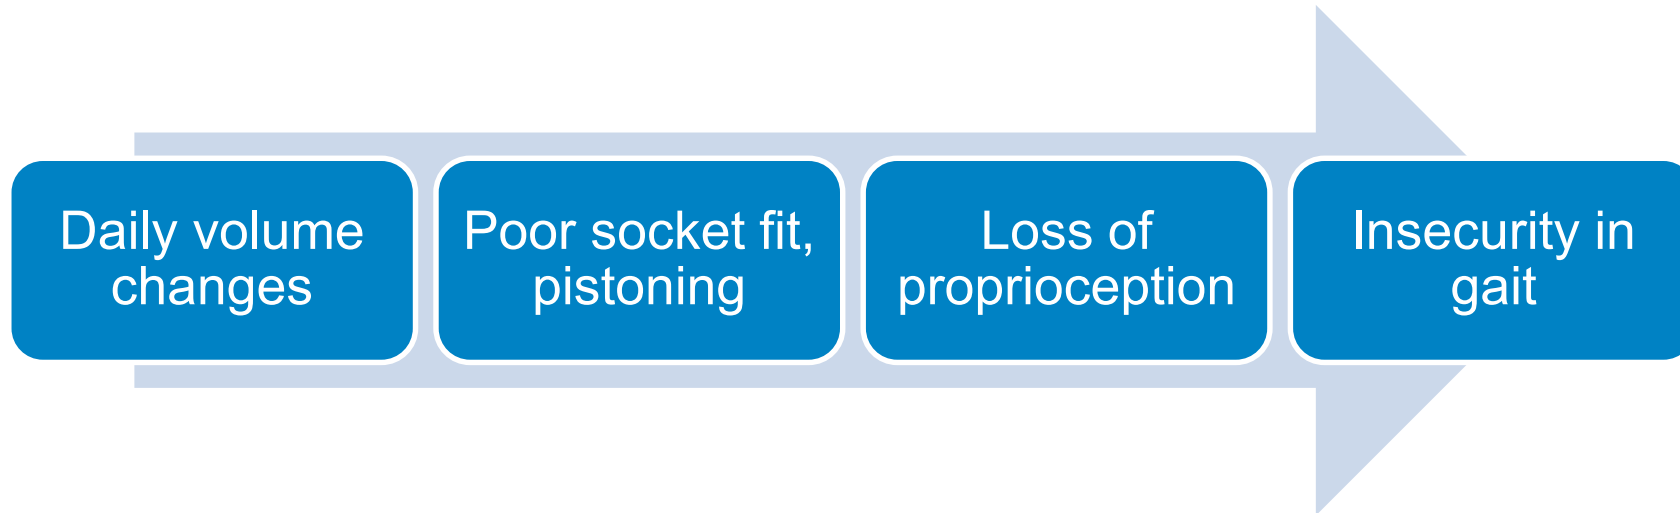 Daily volume
changes
Poor socket fit,
pistoning
Loss of
proprioception
Insecurity in
gait